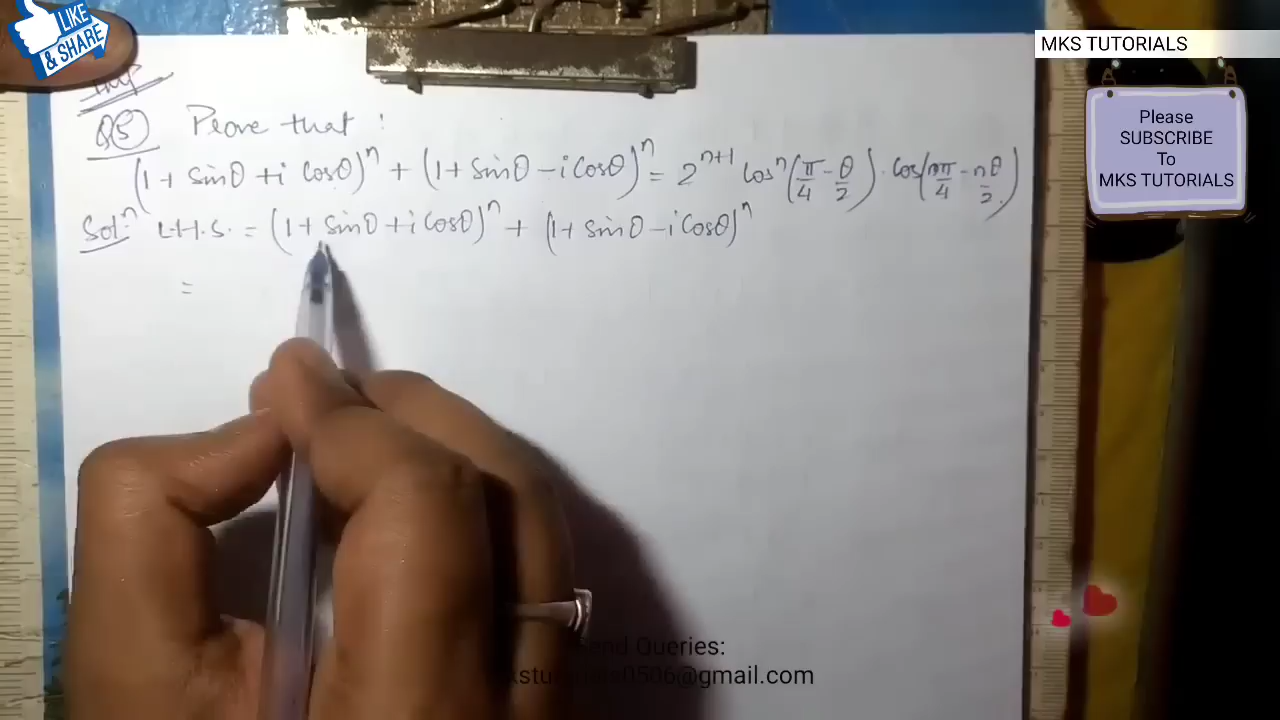 LIKE
& SHARE
MKS TUTORIALS
Please
SUBSCRIBE
To
MKS TUTORIALS
Imp
Q5) Prove that :
(1 + sinθ + i cosθ)ⁿ + (1 + sinθ - i cosθ)ⁿ = 2ⁿ⁺¹ cosⁿ(π/4 - θ/2) · cos(nπ/4 - nθ/2)
Solⁿ: L.H.S. = (1 + sinθ + i cosθ)ⁿ + (1 + sinθ - i cosθ)ⁿ
=
Queries:
0506@gmail.com